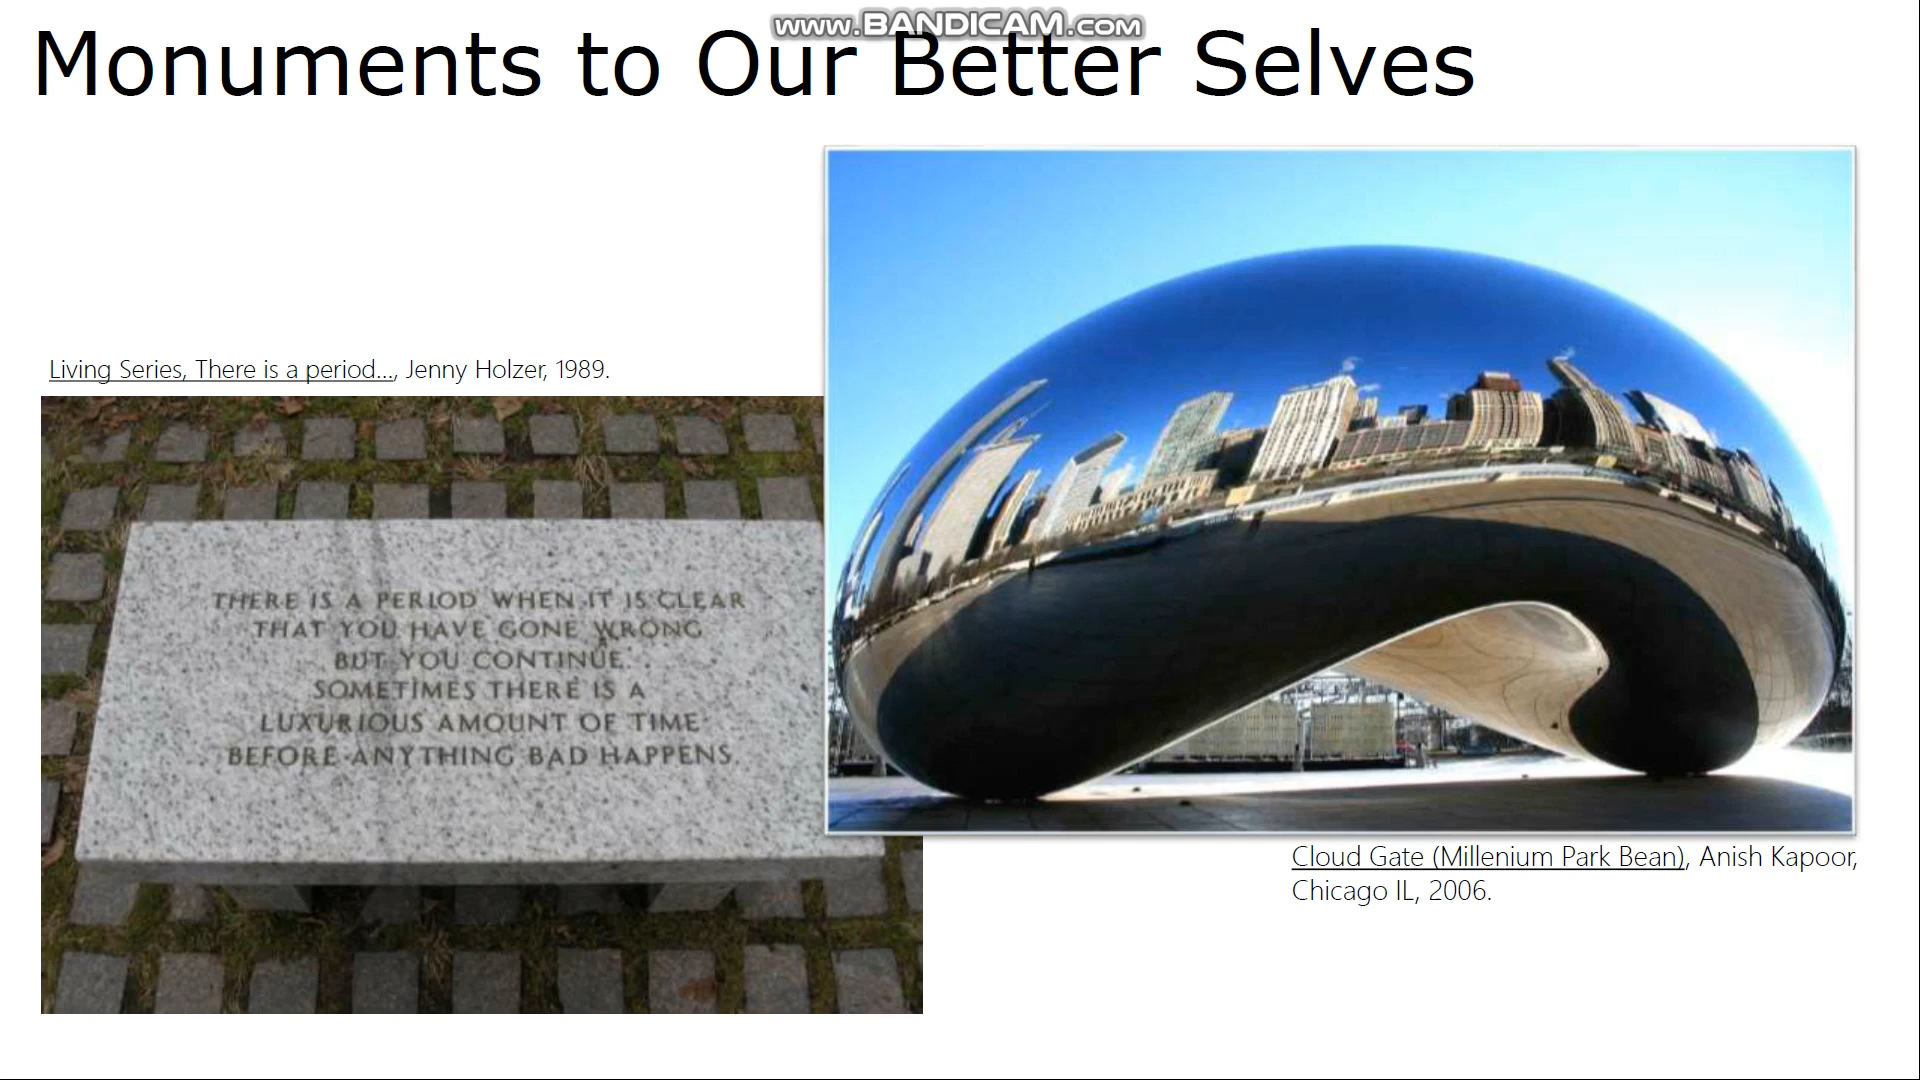 www.BANDICAM.com
Monuments to Our Better Selves
Living Series, There is a period..., Jenny Holzer, 1989.
THERE IS A PERIOD WHEN IT IS CLEAR
THAT YOU HAVE GONE WRONG
BUT YOU CONTINUE.
SOMETIMES THERE IS A
LUXURIOUS AMOUNT OF TIME
BEFORE ANYTHING BAD HAPPENS.
Cloud Gate (Millenium Park Bean), Anish Kapoor,
Chicago IL, 2006.